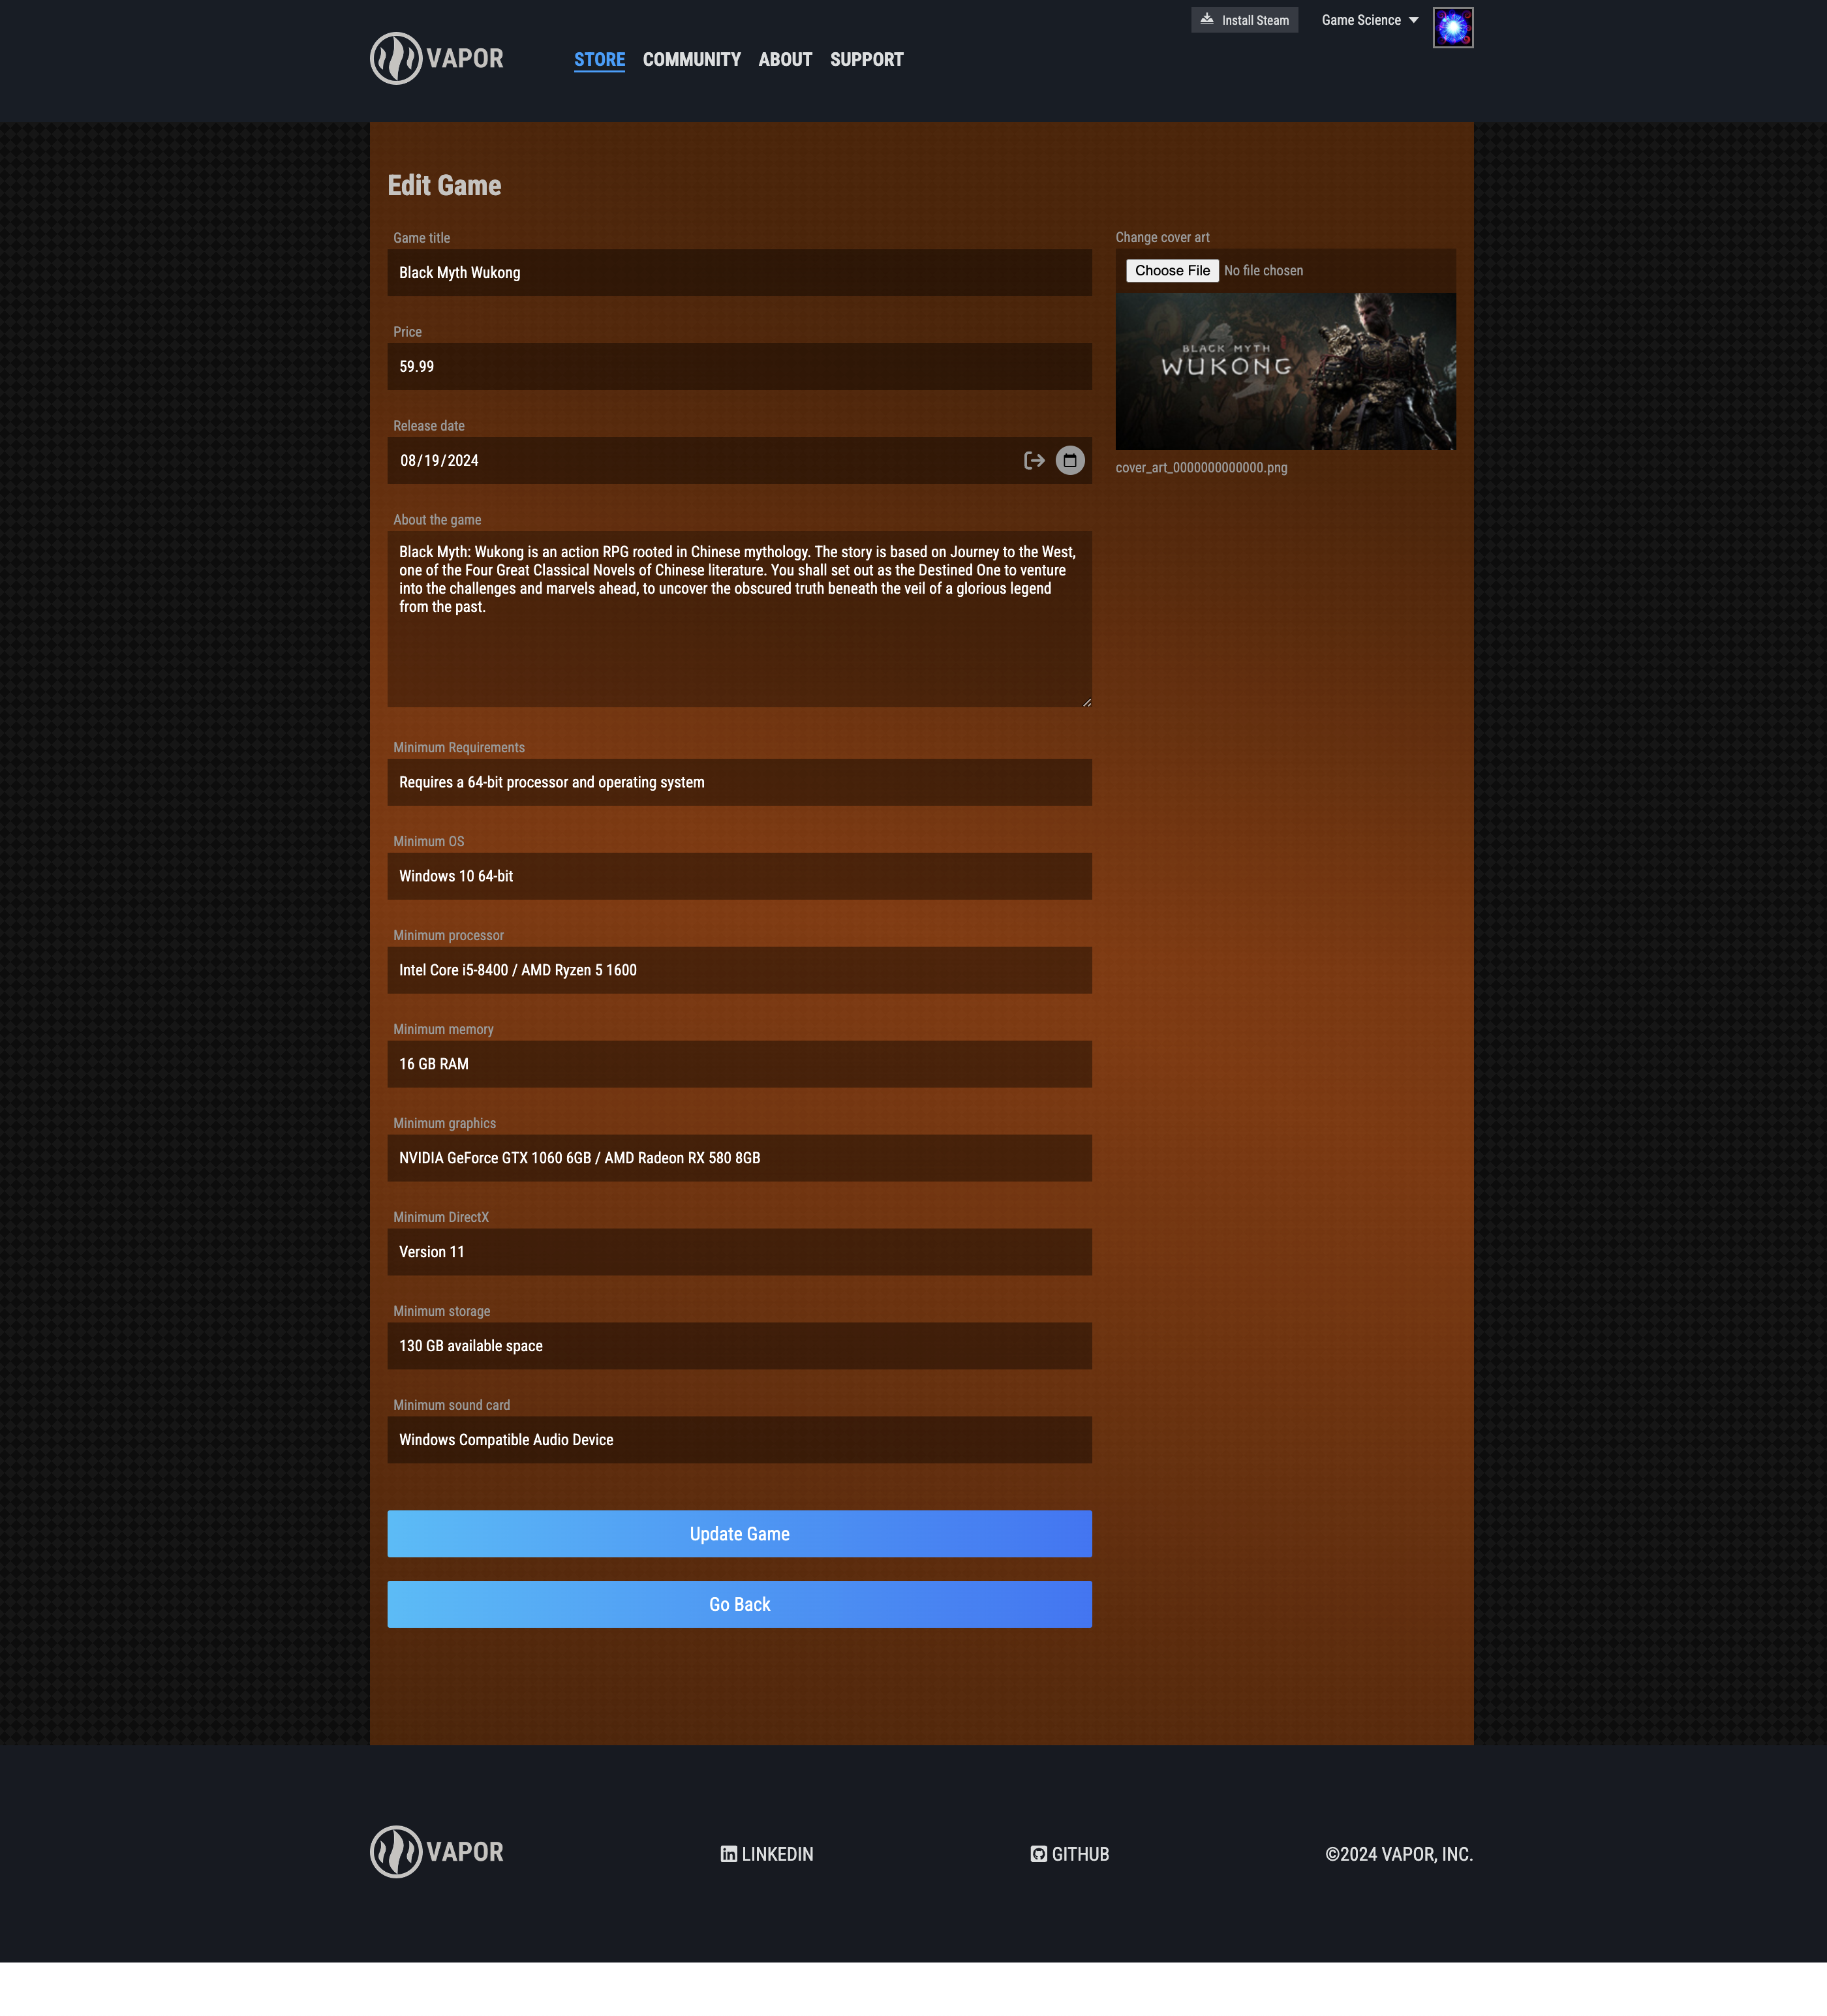 Install Steam
Game Science
VAPOR
STORE
COMMUNITY
ABOUT
SUPPORT
Edit Game
Game title
Black Myth Wukong
Price
59.99
Release date
08/19/2024
About the game
Black Myth: Wukong is an action RPG rooted in Chinese mythology. The story is based on Journey to the West,
one of the Four Great Classical Novels of Chinese literature. You shall set out as the Destined One to venture
into the challenges and marvels ahead, to uncover the obscured truth beneath the veil of a glorious legend
from the past.
Minimum Requirements
Requires a 64-bit processor and operating system
Minimum OS
Windows 10 64-bit
Minimum processor
Intel Core i5-8400 / AMD Ryzen 5 1600
Minimum memory
16 GB RAM
Minimum graphics
NVIDIA GeForce GTX 1060 6GB / AMD Radeon RX 580 8GB
Minimum DirectX
Version 11
Minimum storage
130 GB available space
Minimum sound card
Windows Compatible Audio Device
Update Game
Go Back
Change cover art
Choose File No file chosen
BLACK MYTH
WUKONG
cover_art_0000000000000.png
VAPOR
LINKEDIN
GITHUB
©2024 VAPOR, INC.